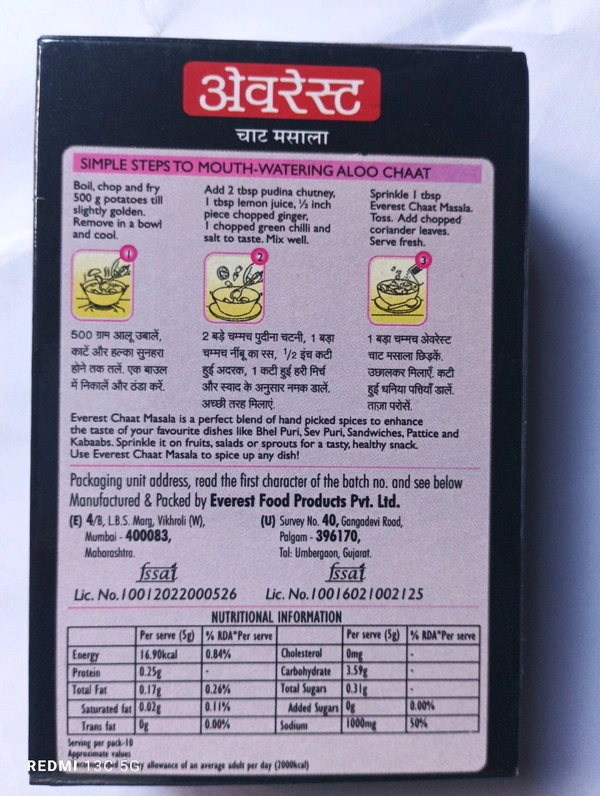 अेवरेस्ट
चाट मसाला
SIMPLE STEPS TO MOUTH-WATERING ALOO CHAAT
Boil, chop and fry
500 g potatoes till
slightly golden.
Remove in a bowl
and cool.
Add 2 tbsp pudina chutney,
1 tbsp lemon juice, ½ inch
piece chopped ginger,
1 chopped green chilli and
salt to taste. Mix well.
Sprinkle 1 tbsp
Everest Chaat Masala.
Toss. Add chopped
coriander leaves.
Serve fresh.
1
2
3
500 ग्राम आलू उबालें,
काटें और हल्का सुनहरा
होने तक तलें. एक बाउल
में निकालें और ठंडा करें.
2 बड़े चम्मच पुदीना चटनी, 1 बड़ा
चम्मच नींबू का रस, 1/2 इंच कटी
हुई अदरक, 1 कटी हुई हरी मिर्च
और स्वाद के अनुसार नमक डालें.
अच्छी तरह मिलाएं.
1 बड़ा चम्मच अेवरेस्ट
चाट मसाला छिड़कें.
उछालकर मिलाएँ. कटी
हुई धनिया पत्तियाँ डालें.
ताज़ा परोसें.
Everest Chaat Masala is a perfect blend of hand picked spices to enhance
the taste of your favourite dishes like Bhel Puri, Sev Puri, Sandwiches, Pattice and
Kabaabs. Sprinkle it on fruits, salads or sprouts for a tasty, healthy snack.
Use Everest Chaat Masala to spice up any dish!
Packaging unit address, read the first character of the batch no. and see below
Manufactured & Packed by Everest Food Products Pvt. Ltd.
(E) 4/B, L.B.S. Marg, Vikhroli (W),
Mumbai - 400083,
Maharashtra.
fssai
Lic. No.10012022000526
(U) Survey No. 40, Gangadevi Road,
Palgam - 396170,
Tal: Umbergaon, Gujarat.
fssai
Lic. No.10016021002125
NUTRITIONAL INFORMATION
Per serve (5g) % RDA*Per serve Per serve (5g) % RDA*Per serve
Energy 16.90kcal 0.84% Cholesterol 0mg -
Protein 0.25g - Carbohydrate 3.59g -
Total Fat 0.17g 0.26% Total Sugars 0.31g -
Saturated fat 0.02g 0.11% Added Sugars 0g 0.00%
Trans fat 0g 0.00% Sodium 1000mg 50%
Serving per pack-10
Approximate values
allowance of an average adult per day (2000kcal)
REDMI 13C 5G